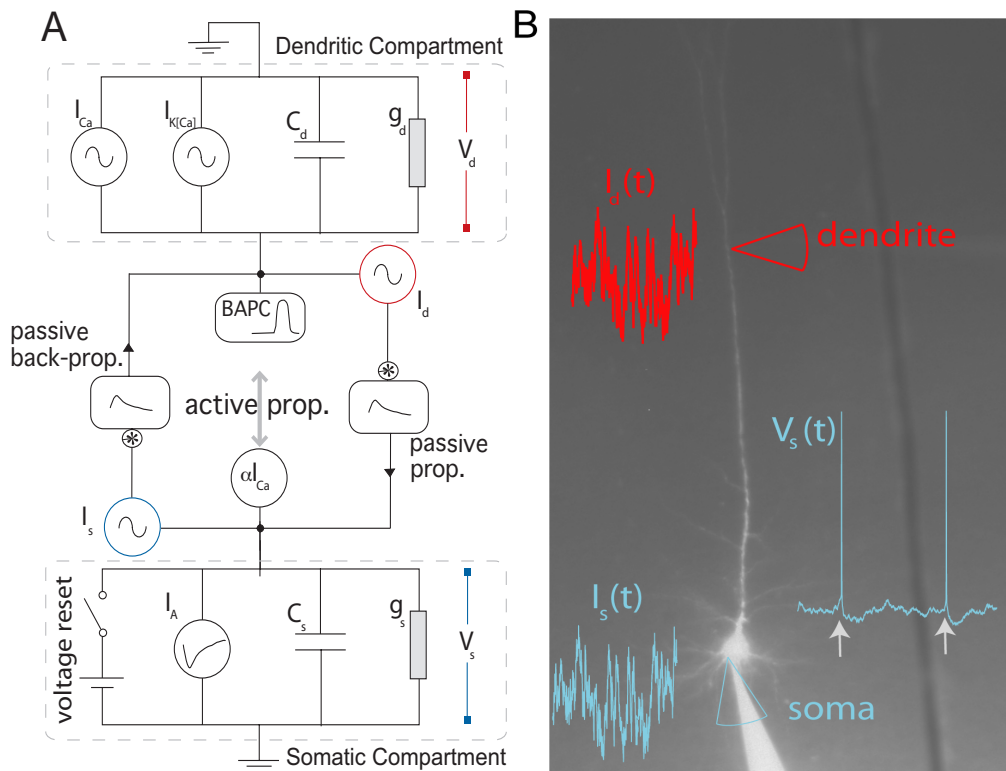 A
Dendritic Compartment
I_Ca
I_K[Ca]
C_d
g_d
V_d
BAPC
I_d
passive
back-prop.
active prop.
passive
prop.
αI_Ca
I_s
voltage reset
I_A
C_s
g_s
V_s
Somatic Compartment
B
I_d(t)
dendrite
V_s(t)
I_s(t)
soma